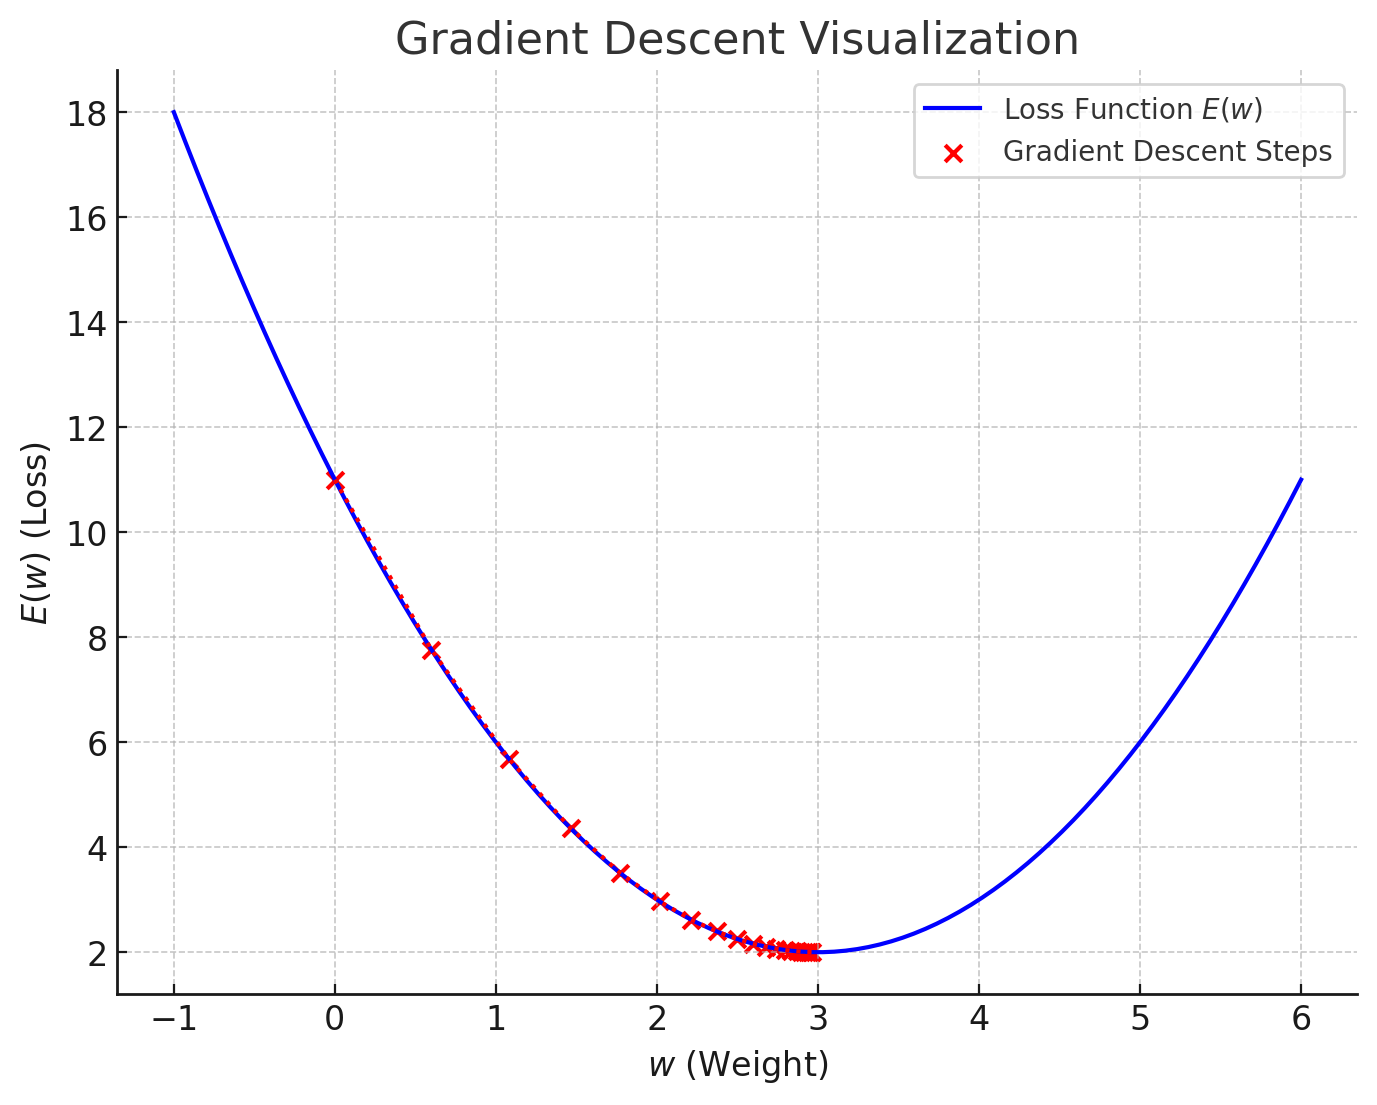 Gradient Descent Visualization
Loss Function E(w)
Gradient Descent Steps
18
16
14
12
10
8
6
4
2
E(w) (Loss)
−1 0 1 2 3 4 5 6
w (Weight)